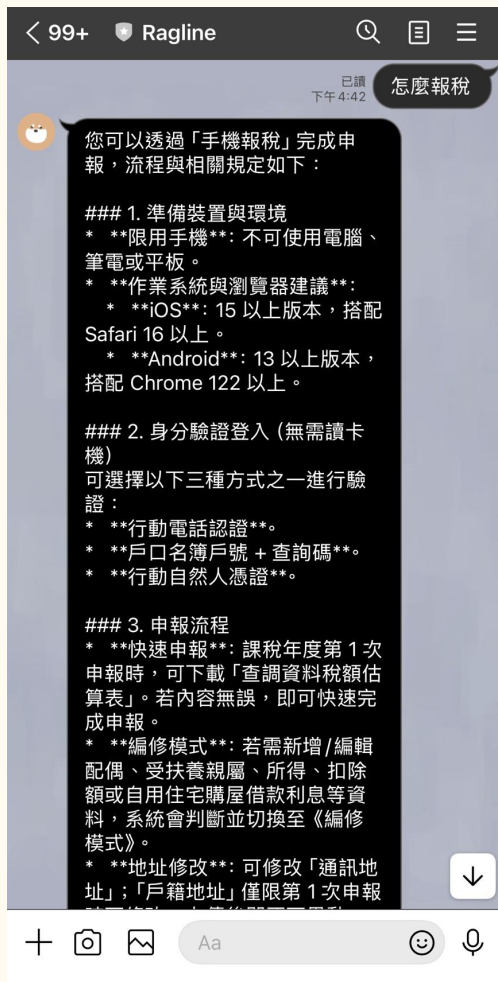 99+ Ragline
已讀
下午4:42
怎麼報稅
您可以透過「手機報稅」完成申
報，流程與相關規定如下：
### 1. 準備裝置與環境
* **限用手機**: 不可使用電腦、
筆電或平板。
* **作業系統與瀏覽器建議**:
* **iOS**: 15 以上版本，搭配
Safari 16 以上。
* **Android**: 13 以上版本，
搭配 Chrome 122 以上。
### 2. 身分驗證登入 (無需讀卡
機)
可選擇以下三種方式之一進行驗
證：
* **行動電話認證**。
* **戶口名簿戶號 + 查詢碼**。
* **行動自然人憑證**。
### 3. 申報流程
* **快速申報**: 課稅年度第 1 次
申報時，可下載「查調資料稅額估
算表」。若內容無誤，即可快速完
成申報。
* **編修模式**: 若需新增/編輯
配偶、受扶養親屬、所得、扣除
額或自用住宅購屋借款利息等資
料，系統會判斷並切換至《編修
模式》。
* **地址修改**: 可修改「通訊地
址」；「戶籍地址」僅限第 1 次申報
Aa